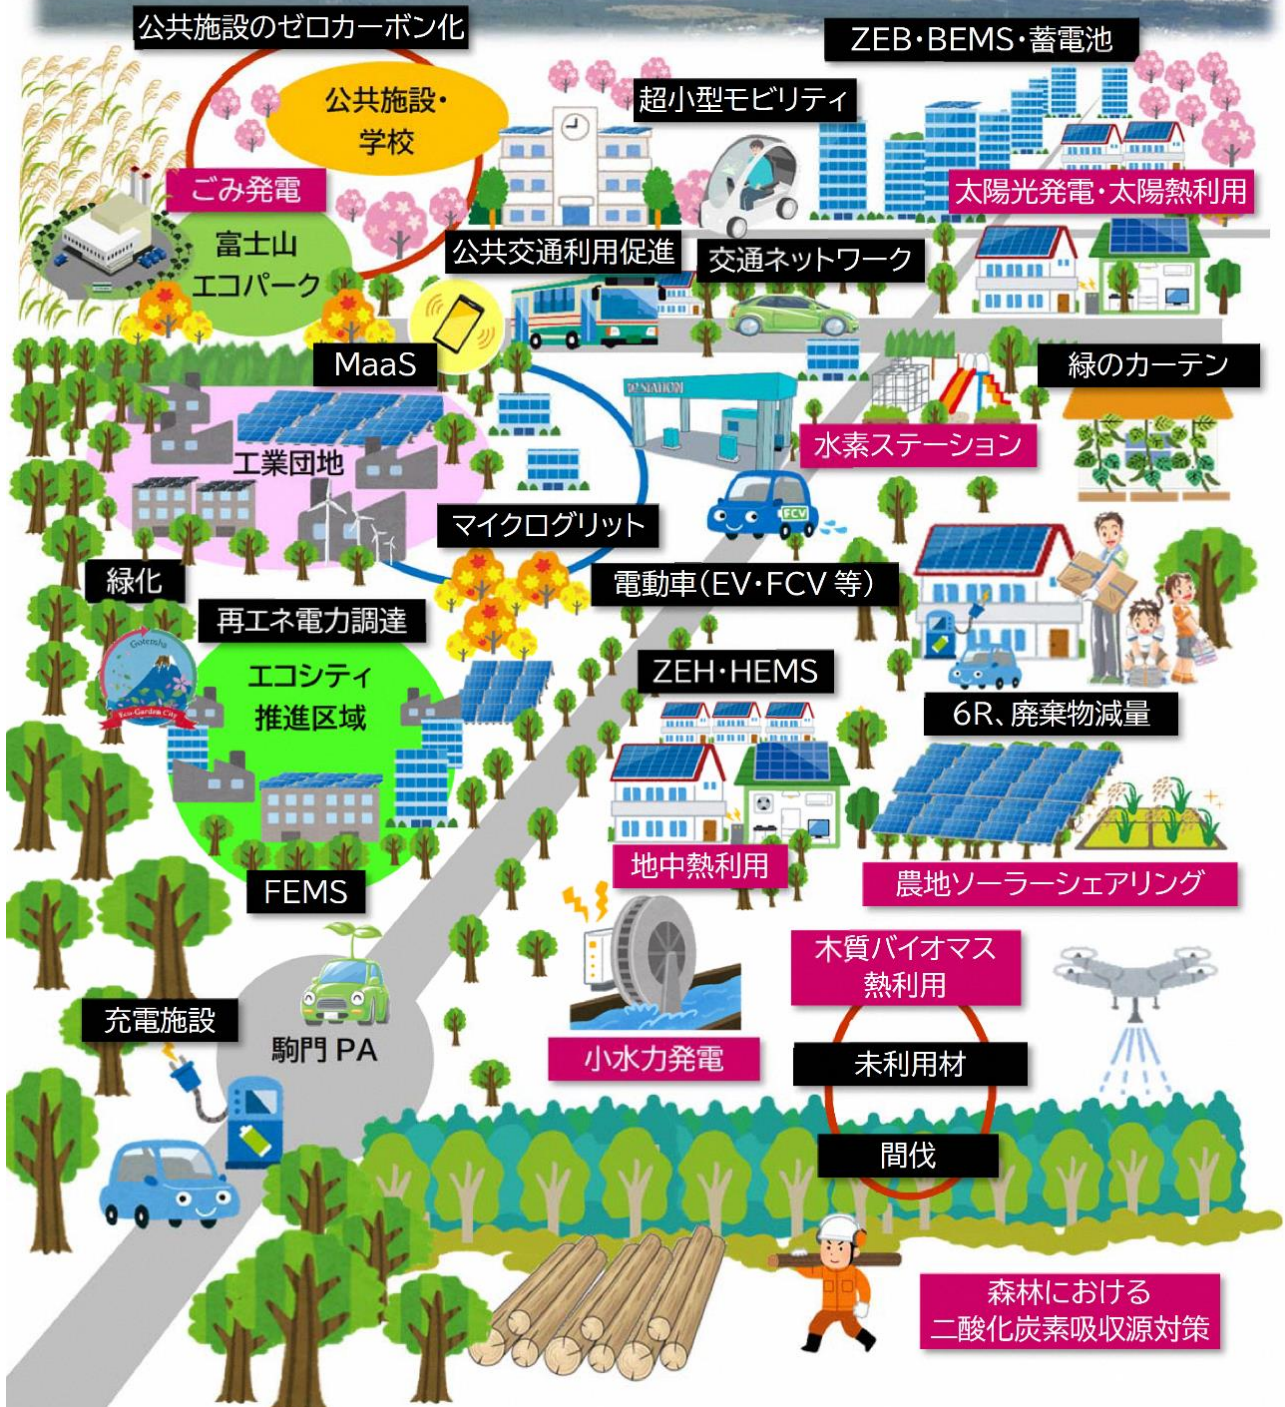 公共施設のゼロカーボン化
ZEB・BEMS・蓄電池
公共施設・
学校
超小型モビリティ
ごみ発電
太陽光発電・太陽熱利用
富士山
エコパーク
公共交通利用促進
交通ネットワーク
MaaS
緑のカーテン
STATION
水素ステーション
工業団地
マイクログリット
FCV
緑化
電動車（EV・FCV 等）
再エネ電力調達
Gotemba
Eco-Garden City
エコシティ
推進区域
ZEH・HEMS
6R、廃棄物減量
地中熱利用
農地ソーラーシェアリング
FEMS
木質バイオマス
熱利用
充電施設
駒門 PA
小水力発電
未利用材
間伐
森林における
二酸化炭素吸収源対策